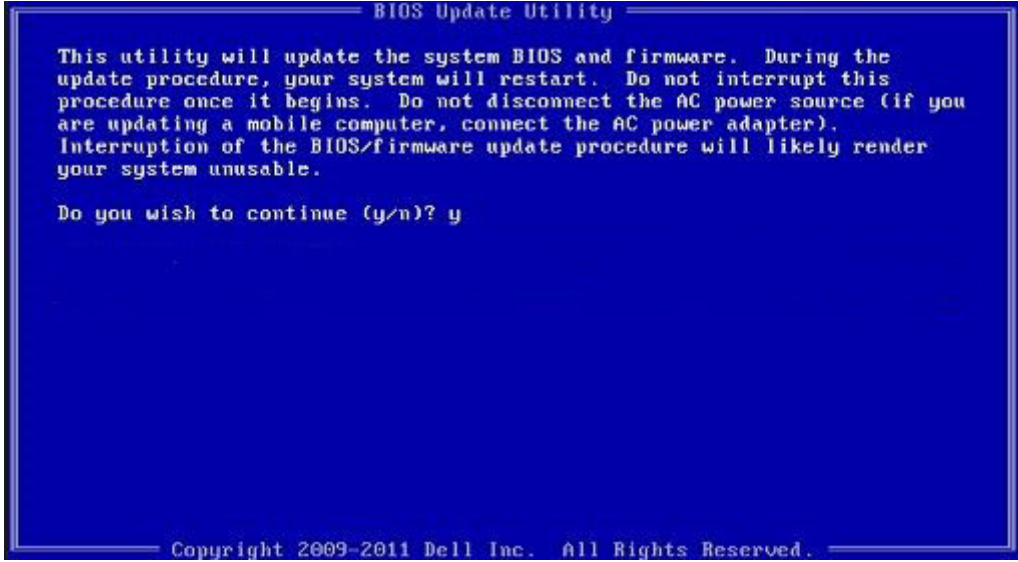 BIOS Update Utility
This utility will update the system BIOS and firmware.  During the
update procedure, your system will restart.  Do not interrupt this
procedure once it begins.  Do not disconnect the AC power source (if you
are updating a mobile computer, connect the AC power adapter).
Interruption of the BIOS/firmware update procedure will likely render
your system unusable.
Do you wish to continue (y/n)? y
Copyright 2009-2011 Dell Inc.  All Rights Reserved.